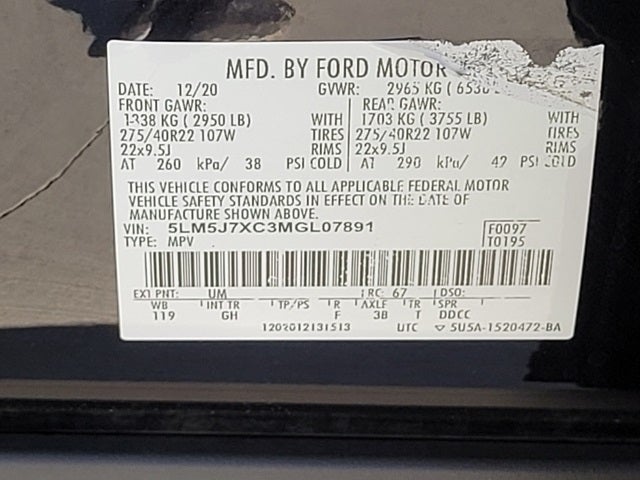 MFD. BY FORD MOTOR
DATE: 12/20 GVWR: 2965 KG ( 6536
FRONT GAWR: REAR GAWR:
1338 KG ( 2950 LB) WITH 1703 KG ( 3755 LB) WITH
275/40R22 107W TIRES 275/40R22 107W TIRES
22x9.5J RIMS 22x9.5J RIMS
AT 260 kPa/ 38 PSI COLD AT 290 kPa/ 42 PSI COLD
THIS VEHICLE CONFORMS TO ALL APPLICABLE FEDERAL MOTOR
VEHICLE SAFETY STANDARDS IN EFFECT ON THE DATE OF
MANUFACTURE SHOWN ABOVE.
VIN: 5LM5J7XC3MGL07891 F0097
TYPE: MPV T0195
EXT PNT: UM RC: 67 DSO:
WB INT TR TP/PS R AXLE TR SPR
119 GH F 3B T DDCC
1202012131513 UTC 5U5A-1520472-BA